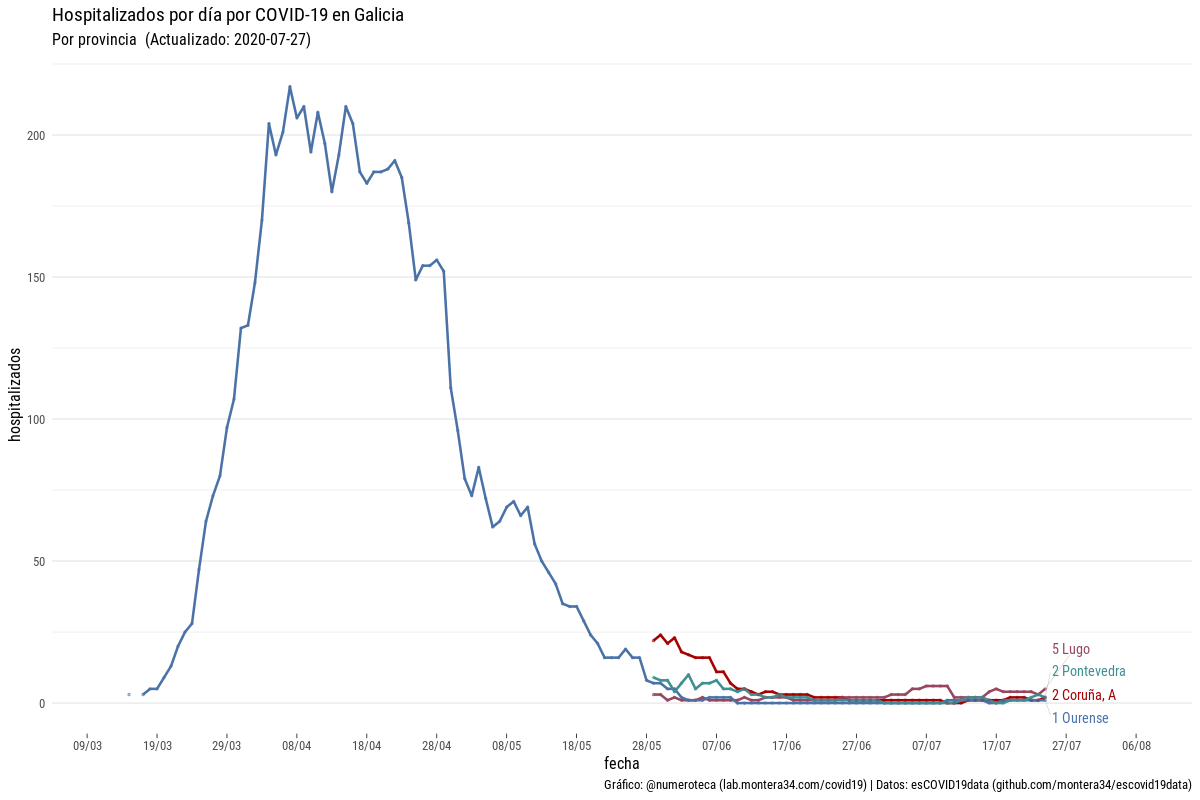 Hospitalizados por día por COVID-19 en Galicia
Por provincia  (Actualizado: 2020-07-27)
hospitalizados
200
150
100
50
0
5 Lugo
2 Pontevedra
2 Coruña, A
1 Ourense
09/03
19/03
29/03
08/04
18/04
28/04
08/05
18/05
28/05
07/06
17/06
27/06
07/07
17/07
27/07
06/08
fecha
Gráfico: @numeroteca (lab.montera34.com/covid19) | Datos: esCOVID19data (github.com/montera34/escovid19data)